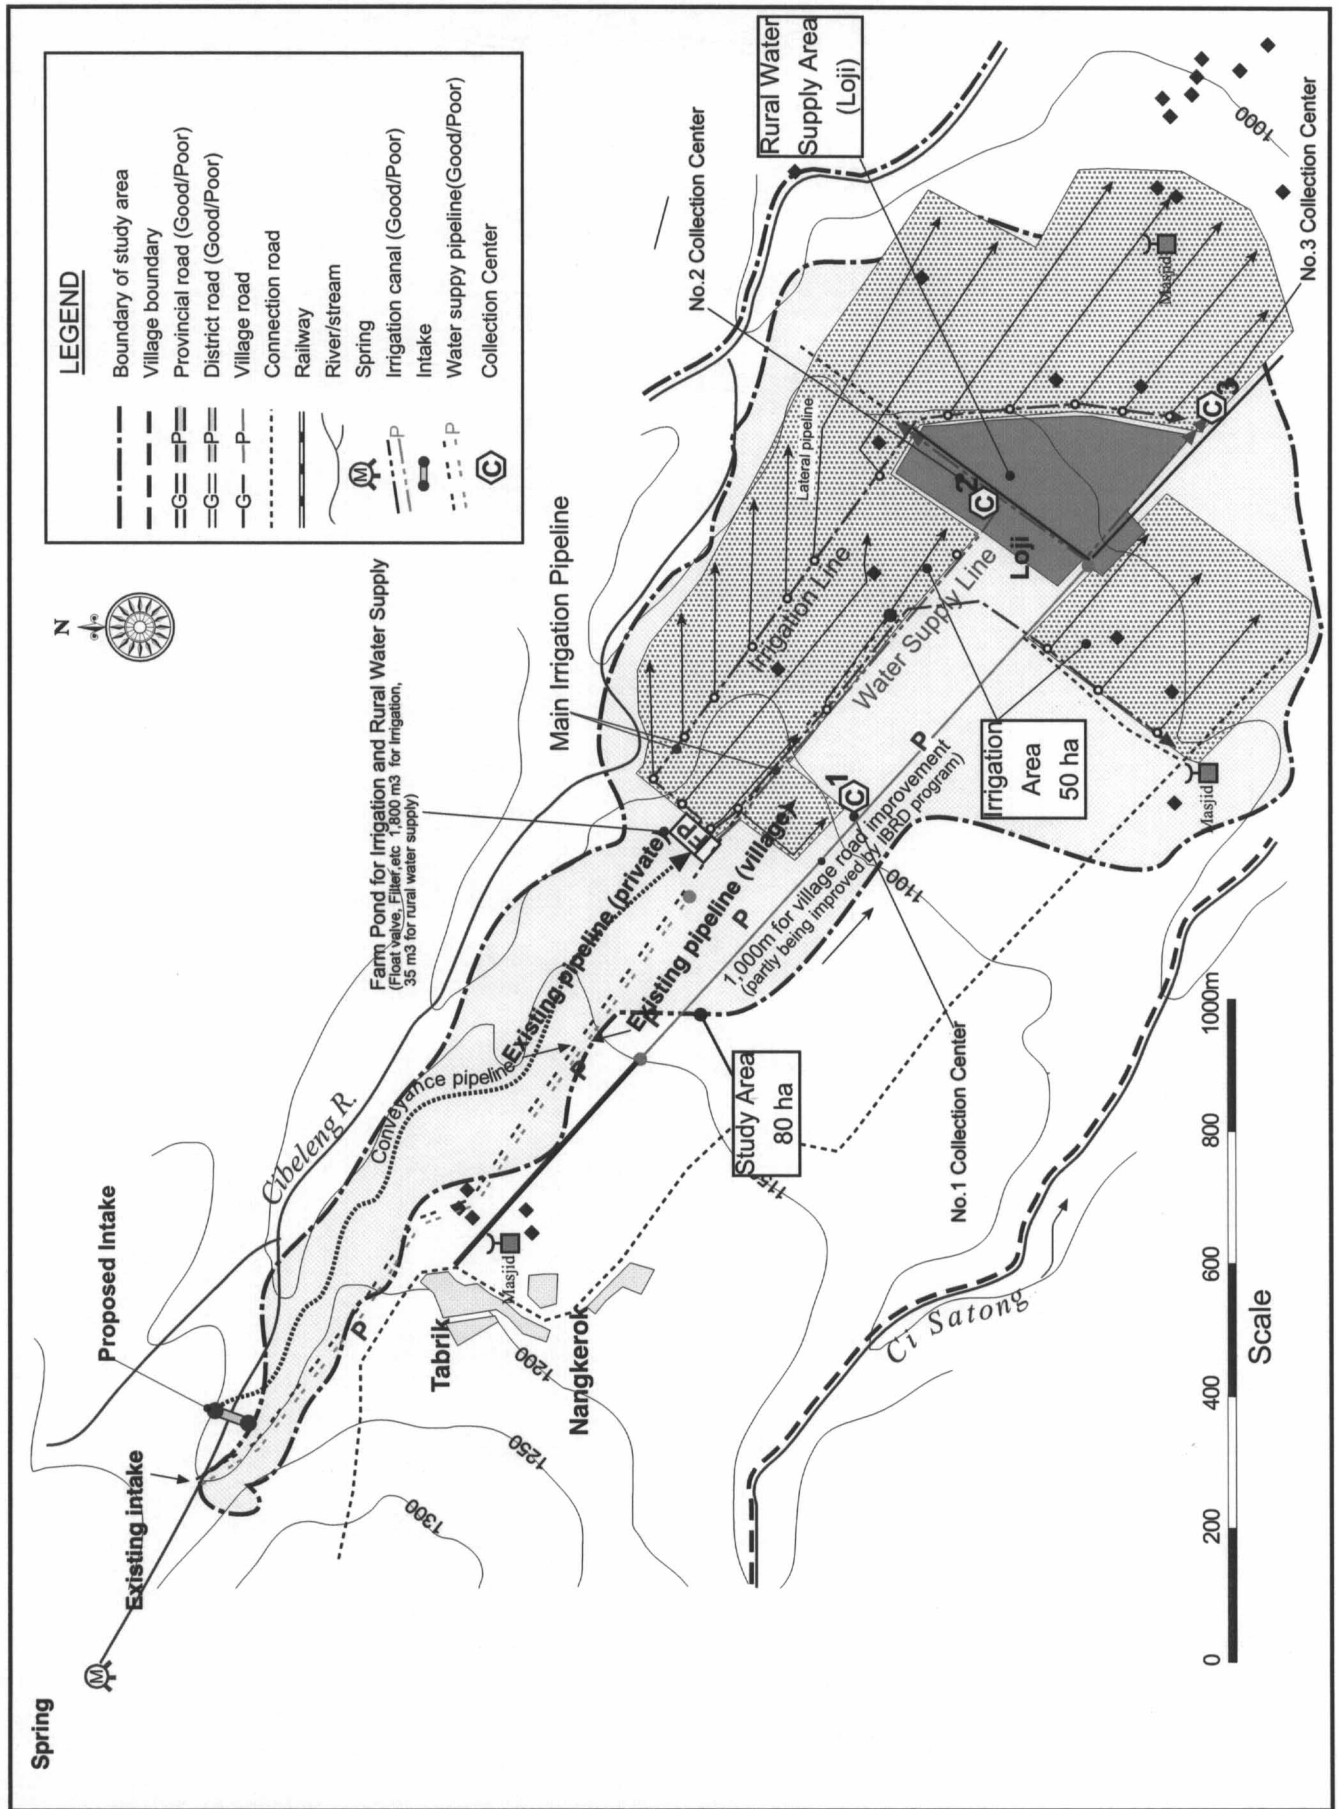 Spring
Existing intake
Proposed Intake
Cibeleng R.
Conveyance pipeline
Existing pipeline (private)
Existing pipeline (village)
P
P
Tabrik
Nangkerok
Masjid
1300
1250
1200
1100
1000
Ci Satong
Study Area
80 ha
No.1 Collection Center
1,000m for village road improvement
(partly being improved by IBRD program)
P
P
Farm Pond for Irrigation and Rural Water Supply
(Float valve, Filter,etc 1,800 m3 for Irrigation,
35 m3 for rural water supply)
F.P
Main Irrigation Pipeline
Irrigation Line
Water Supply Line
Lateral pipeline
C 1
C 2
C 3
Loji
Irrigation
Area
50 ha
Masjid
Masjid
No.2 Collection Center
No.3 Collection Center
Rural Water
Supply Area
(Loji)
N
LEGEND
Boundary of study area
Village boundary
=G= =P= Provincial road (Good/Poor)
=G= =P= District road (Good/Poor)
-G- -P- Village road
Connection road
Railway
River/stream
M Spring
P Irrigation canal (Good/Poor)
Intake
P Water suppy pipeline(Good/Poor)
C Collection Center
0 200 400 600 800 1000m
Scale
M